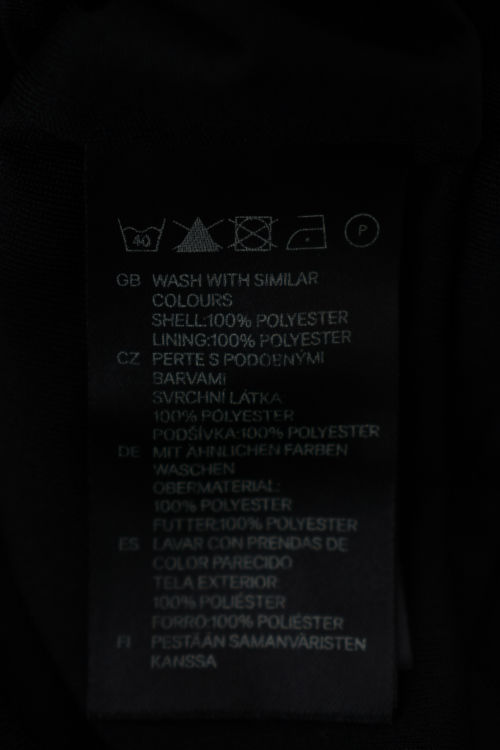 40 P
GB WASH WITH SIMILAR
COLOURS
SHELL:100% POLYESTER
LINING:100% POLYESTER
CZ PERTE S PODOBNÝMI
BARVAMI
SVRCHNÍ LÁTKA:
100% POLYESTER
PODŠÍVKA:100% POLYESTER
DE MIT ÄHNLICHEN FARBEN
WASCHEN
OBERMATERIAL:
100% POLYESTER
FUTTER:100% POLYESTER
ES LAVAR CON PRENDAS DE
COLOR PARECIDO
TELA EXTERIOR:
100% POLIÉSTER
FORRO:100% POLIÉSTER
FI PESTÄÄN SAMANVÄRISTEN
KANSSA